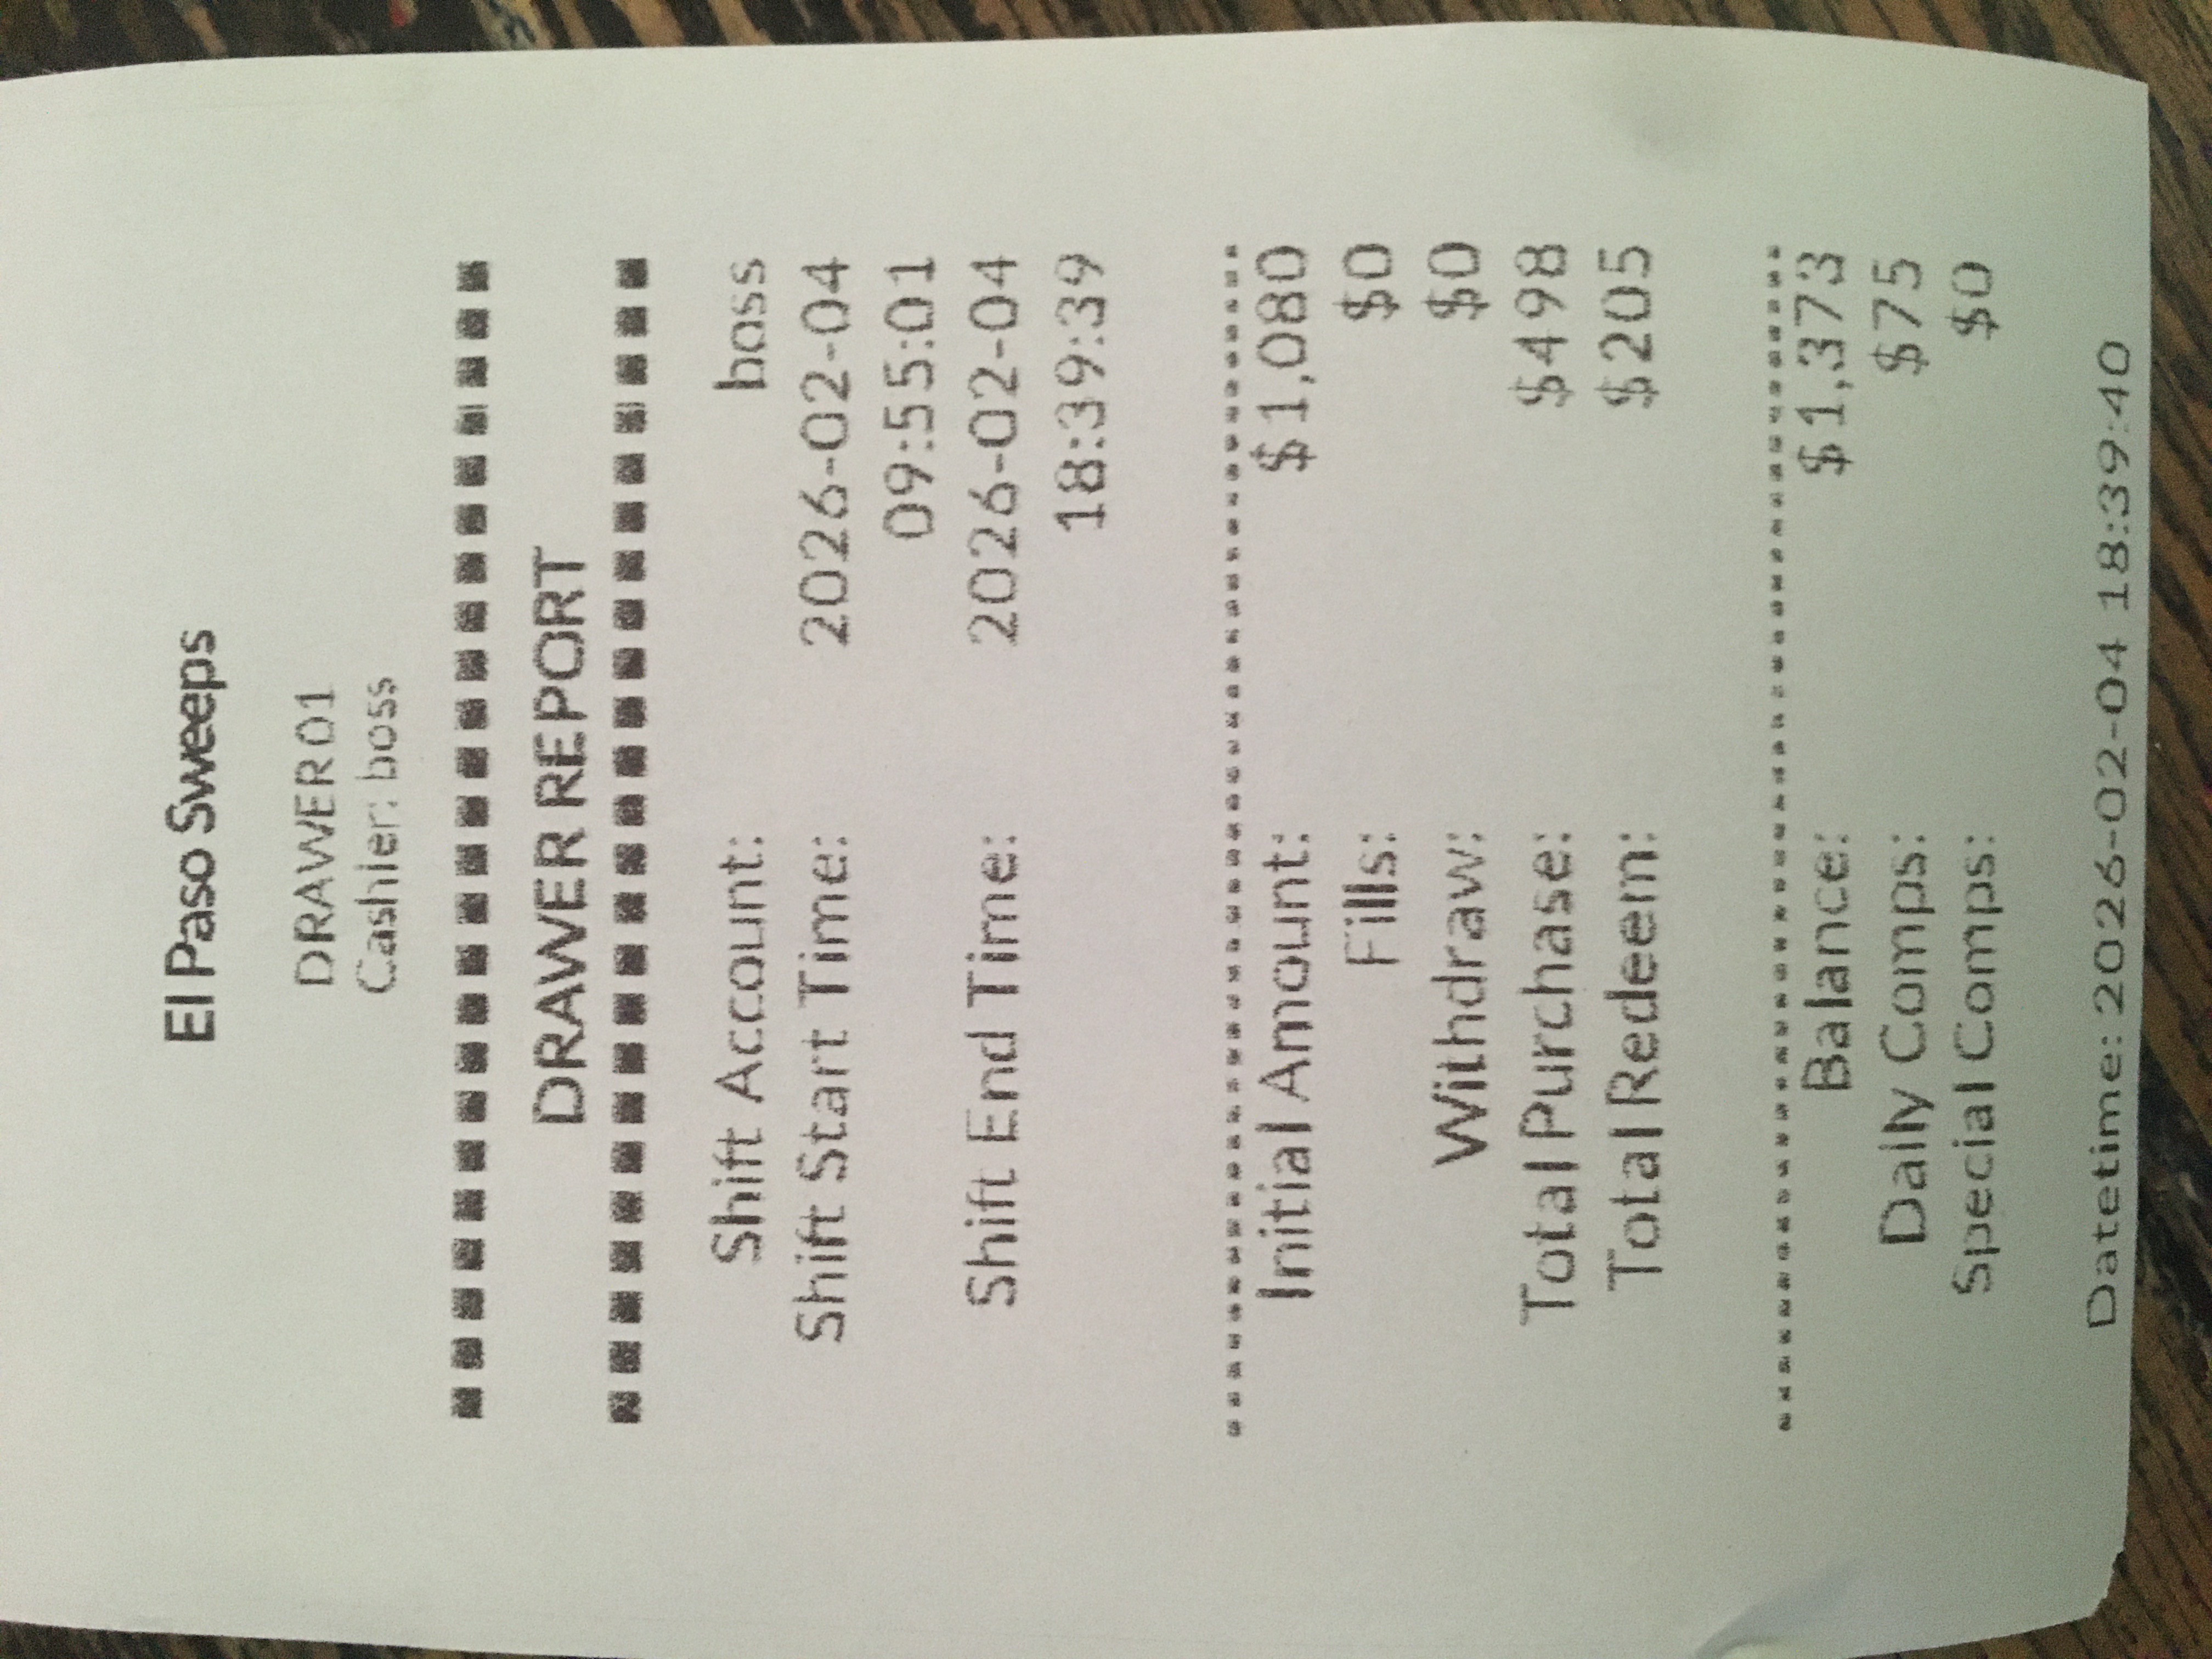 El Paso Sweeps
DRAWER01
Cashier: boss
DRAWER REPORT
Shift Account: boss
Shift Start Time: 2026-02-04
09:55:01
Shift End Time: 2026-02-04
18:39:39
Initial Amount: $1,080
Fills: $0
Withdraw: $0
Total Purchase: $498
Total Redeem: $205
Balance: $1,373
Daily Comps: $75
Special Comps: $0
Datetime: 2026-02-04 18:39:40